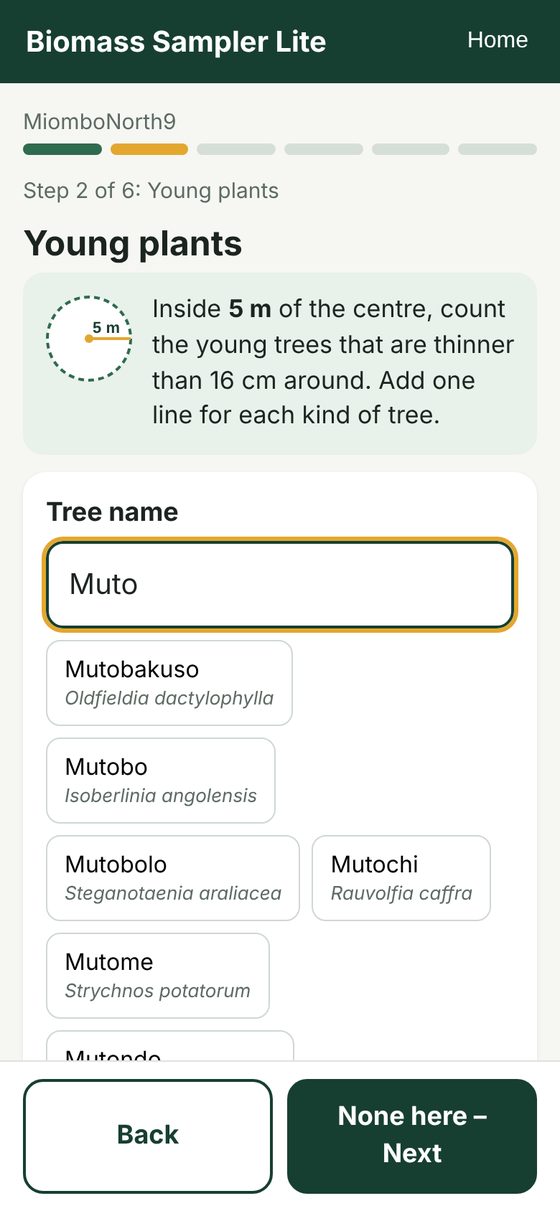 Biomass Sampler Lite
Home
MiomboNorth9
Step 2 of 6: Young plants
Young plants
5 m
Inside 5 m of the centre, count
the young trees that are thinner
than 16 cm around. Add one
line for each kind of tree.
Tree name
Muto
Mutobakuso
Oldfieldia dactylophylla
Mutobo
Isoberlinia angolensis
Mutobolo
Steganotaenia araliacea
Mutochi
Rauvolfia caffra
Mutome
Strychnos potatorum
Mutondo
Back
None here –
Next